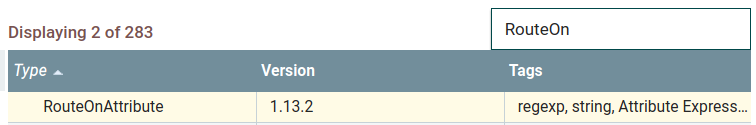 Displaying 2 of 283
RouteOn
Type Version Tags
RouteOnAttribute 1.13.2 regexp, string, Attribute Express...